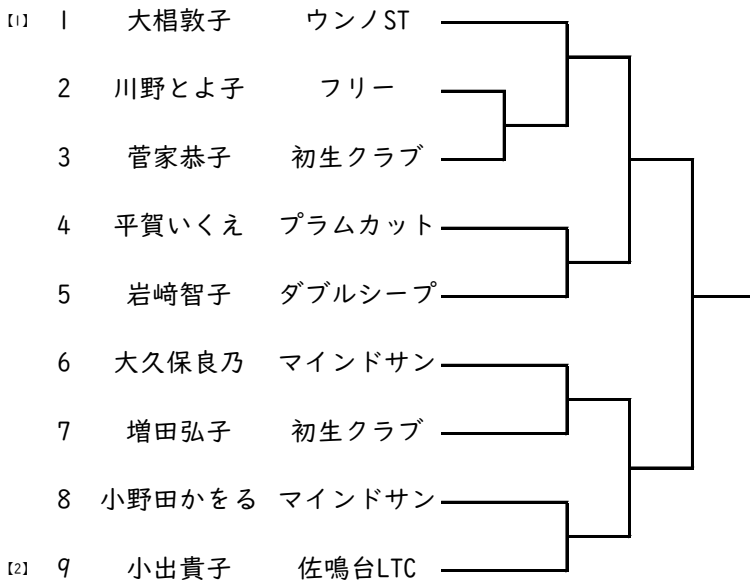 【1】 1 大椙敦子 ウンノST
2 川野とよ子 フリー
3 菅家恭子 初生クラブ
4 平賀いくえ プラムカット
5 岩﨑智子 ダブルシープ
6 大久保良乃 マインドサン
7 増田弘子 初生クラブ
8 小野田かをる マインドサン
【2】 9 小出貴子 佐鳴台LTC